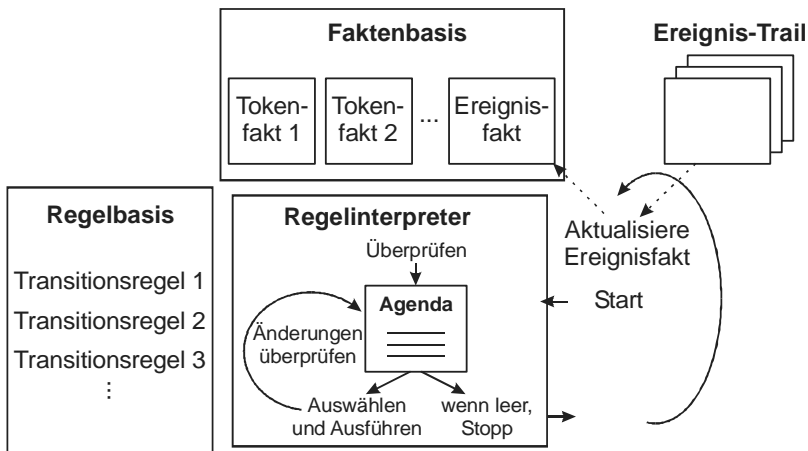 Faktenbasis
Ereignis-Trail
Token-
fakt 1
Token-
fakt 2
...
Ereignis-
fakt
Regelbasis
Transitionsregel 1
Transitionsregel 2
Transitionsregel 3
⋮
Regelinterpreter
Überprüfen
Agenda
Änderungen
überprüfen
Auswählen
und Ausführen
wenn leer,
Stopp
Aktualisiere
Ereignisfakt
Start